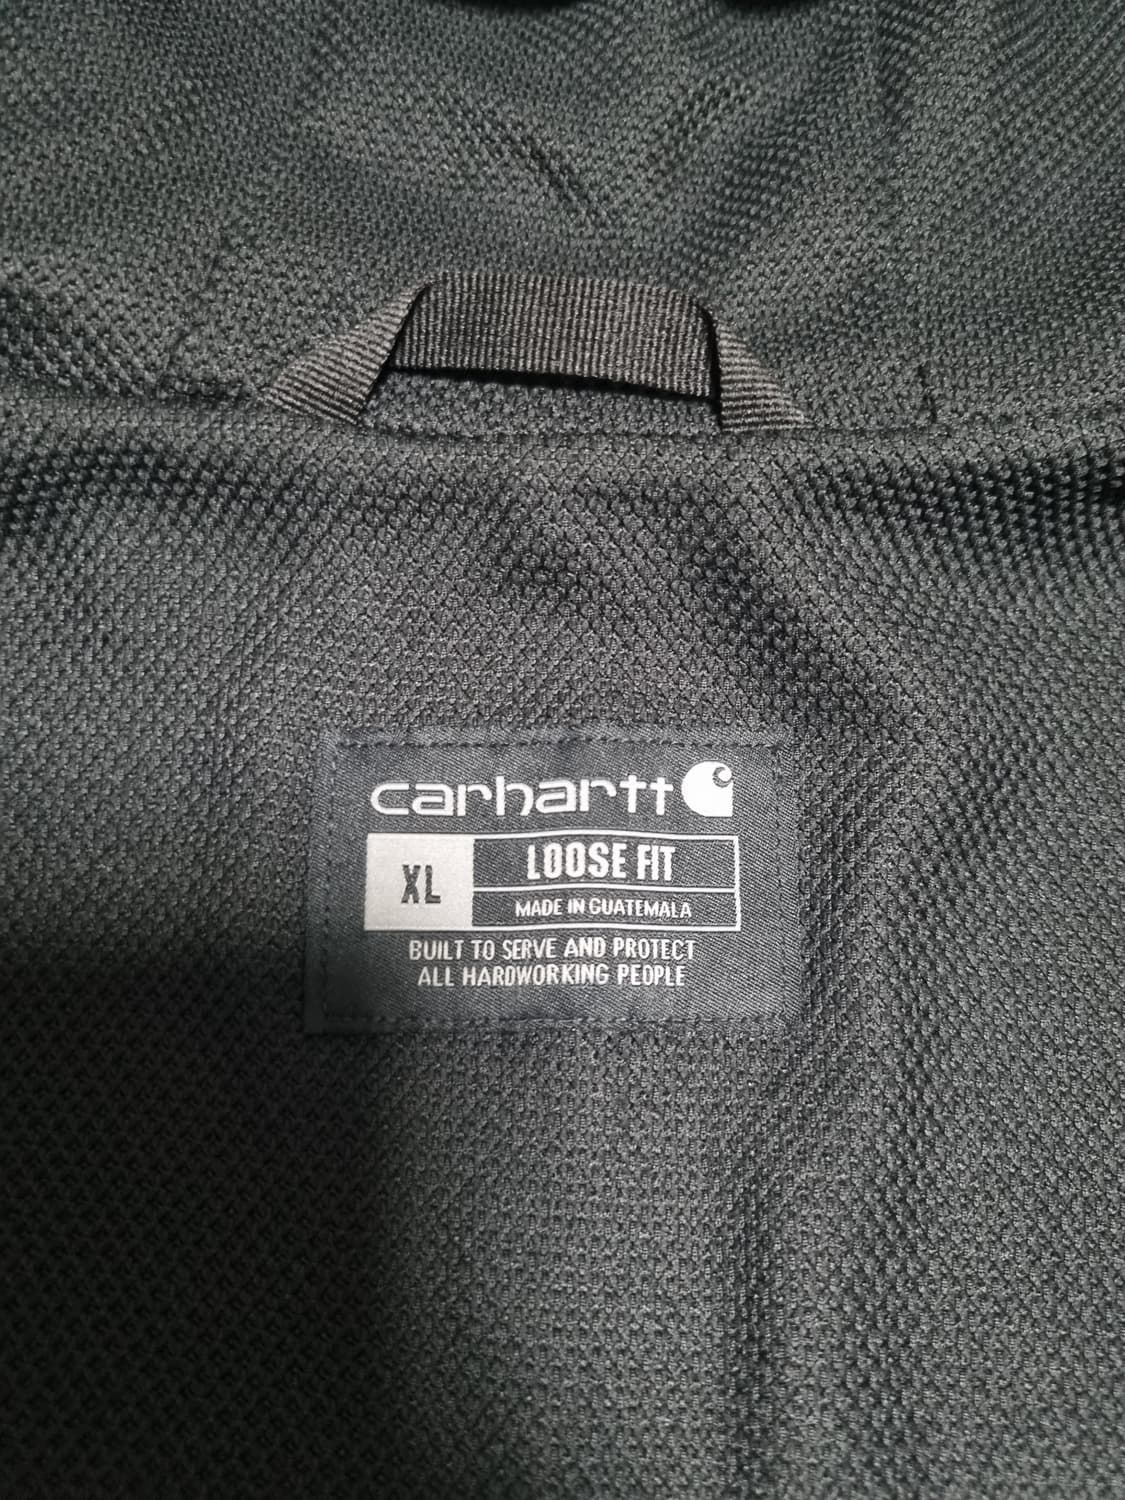 carhartt
XL
LOOSE FIT
MADE IN GUATEMALA
BUILT TO SERVE AND PROTECT
ALL HARDWORKING PEOPLE